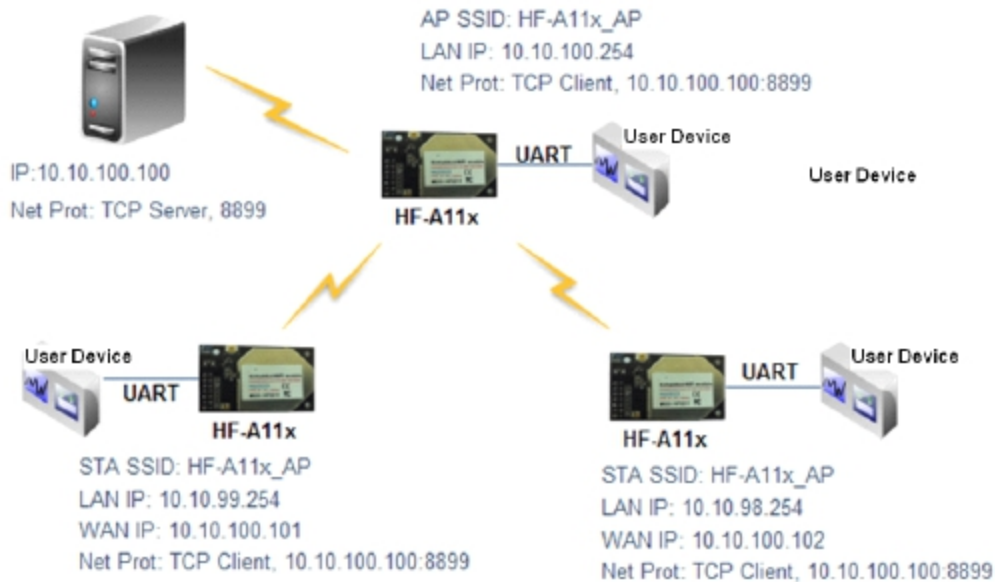 AP SSID: HF-A11x_AP
LAN IP: 10.10.100.254
Net Prot: TCP Client, 10.10.100.100:8899
IP:10.10.100.100
Net Prot: TCP Server, 8899
HF-A11x
UART
User Device
User Device
User Device
UART
HF-A11x
STA SSID: HF-A11x_AP
LAN IP: 10.10.99.254
WAN IP: 10.10.100.101
Net Prot: TCP Client, 10.10.100.100:8899
HF-A11x
UART
User Device
STA SSID: HF-A11x_AP
LAN IP: 10.10.98.254
WAN IP: 10.10.100.102
Net Prot: TCP Client, 10.10.100.100:8899